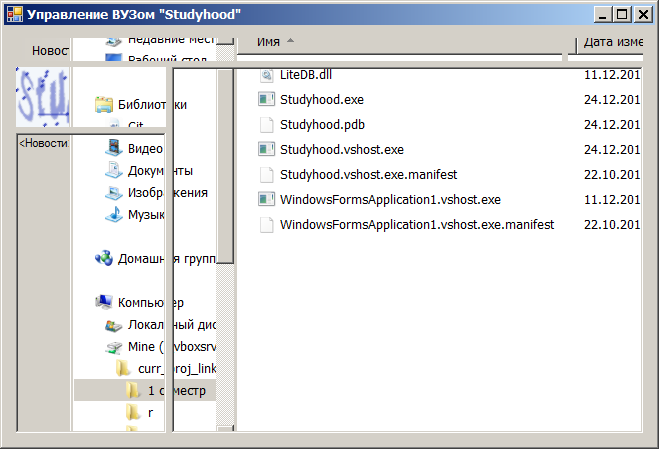 Управление ВУЗом "Studyhood"
Новост
Недавние мест
Рабочий стол
Имя
Дата изме
Библиотеки
Git
Видео
Документы
Изображения
Музык
Домашняя групп
Компьютер
Локальный дис
Mine (\\vboxsrv
curr_proj_link
1 семестр
r
<Новости
LiteDB.dll 11.12.201
Studyhood.exe 24.12.201
Studyhood.pdb 24.12.201
Studyhood.vshost.exe 24.12.201
Studyhood.vshost.exe.manifest 22.10.201
WindowsFormsApplication1.vshost.exe 11.12.201
WindowsFormsApplication1.vshost.exe.manifest 22.10.201